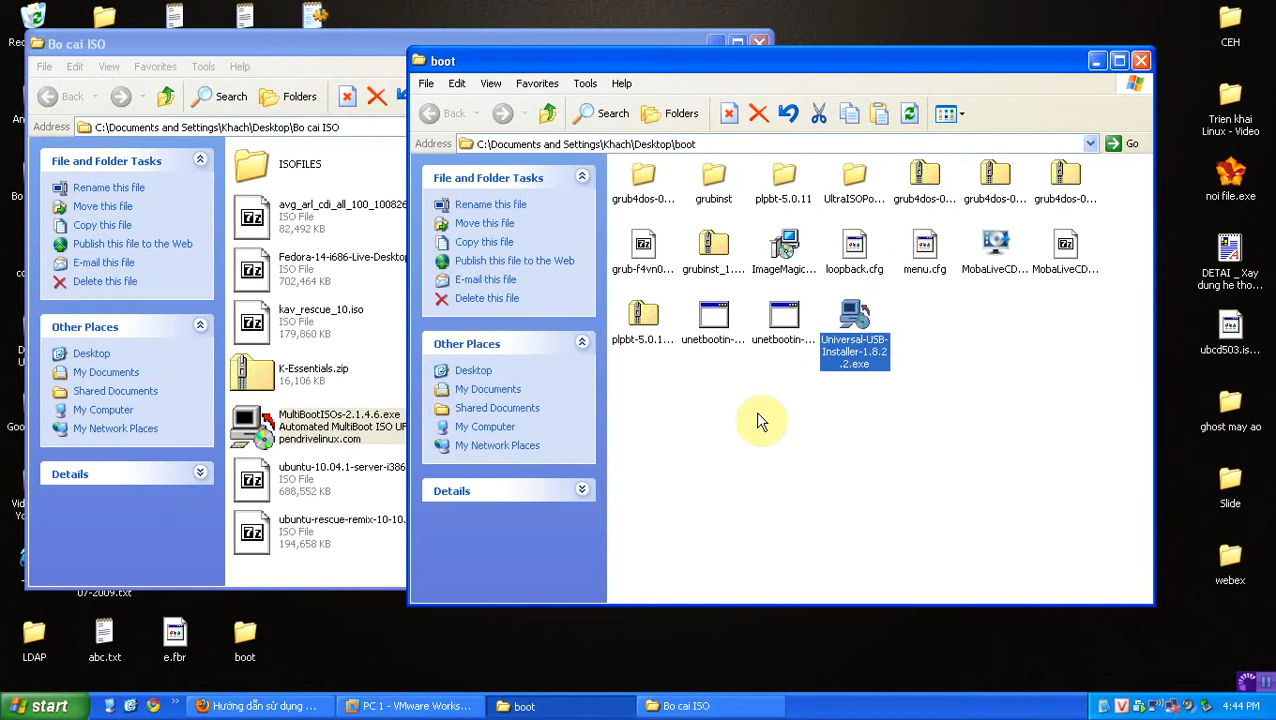 CEH
Trien khai
Linux - Video
noi file.exe
DETAI _ Xay
dung he tho...
ubcd503.is...
ghost may ao
Slide
webex
Bo cai ISO
File Edit View Favorites Tools Help
Back Search Folders
Address C:\Documents and Settings\Khach\Desktop\Bo cai ISO
File and Folder Tasks
Rename this file
Move this file
Copy this file
Publish this file to the Web
E-mail this file
Delete this file
Other Places
Desktop
My Documents
Shared Documents
My Computer
My Network Places
Details
ISOFILES
avg_arl_cdi_all_100_100826
ISO File
82,492 KB
Fedora-14-i686-Live-Desktop
ISO File
702,464 KB
kav_rescue_10.iso
ISO File
179,860 KB
K-Essentials.zip
16,106 KB
MultiBootISOs-2.1.4.6.exe
Automated MultiBoot ISO UF
pendrivelinux.com
ubuntu-10.04.1-server-i386
ISO File
688,552 KB
ubuntu-rescue-remix-10-10.
ISO File
194,658 KB
boot
File Edit View Favorites Tools Help
Back Search Folders
Address C:\Documents and Settings\Khach\Desktop\boot Go
File and Folder Tasks
Rename this file
Move this file
Copy this file
Publish this file to the Web
E-mail this file
Delete this file
Other Places
Desktop
My Documents
Shared Documents
My Computer
My Network Places
Details
grub4dos-0... grubinst plpbt-5.0.11 UltraISOPo... grub4dos-0... grub4dos-0... grub4dos-0...
grub-f4vn0... grubinst_1.... ImageMagic... loopback.cfg menu.cfg MobaLiveCD... MobaLiveCD...
plpbt-5.0.1... unetbootin-... unetbootin-... Universal-USB-
Installer-1.8.2
.2.exe
07-2009.txt
LDAP abc.txt e.fbr boot
start Hướng dẫn sử dụng ... PC 1 - VMware Works... boot Bo cai ISO 4:44 PM